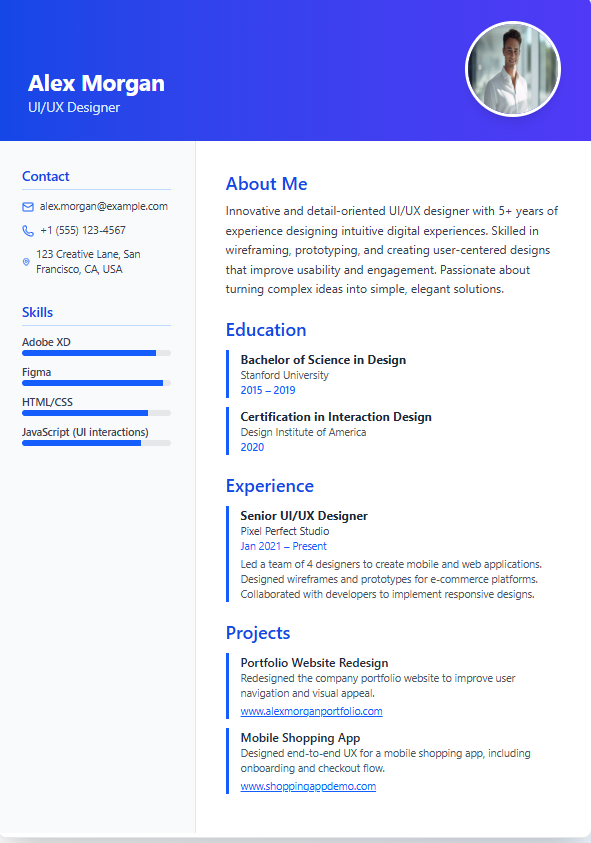 Alex Morgan
UI/UX Designer
Contact
alex.morgan@example.com
+1 (555) 123-4567
123 Creative Lane, San
Francisco, CA, USA
Skills
Adobe XD
Figma
HTML/CSS
JavaScript (UI interactions)
About Me
Innovative and detail-oriented UI/UX designer with 5+ years of
experience designing intuitive digital experiences. Skilled in
wireframing, prototyping, and creating user-centered designs
that improve usability and engagement. Passionate about
turning complex ideas into simple, elegant solutions.
Education
Bachelor of Science in Design
Stanford University
2015 – 2019
Certification in Interaction Design
Design Institute of America
2020
Experience
Senior UI/UX Designer
Pixel Perfect Studio
Jan 2021 – Present
Led a team of 4 designers to create mobile and web applications.
Designed wireframes and prototypes for e-commerce platforms.
Collaborated with developers to implement responsive designs.
Projects
Portfolio Website Redesign
Redesigned the company portfolio website to improve user
navigation and visual appeal.
www.alexmorganportfolio.com
Mobile Shopping App
Designed end-to-end UX for a mobile shopping app, including
onboarding and checkout flow.
www.shoppingappdemo.com